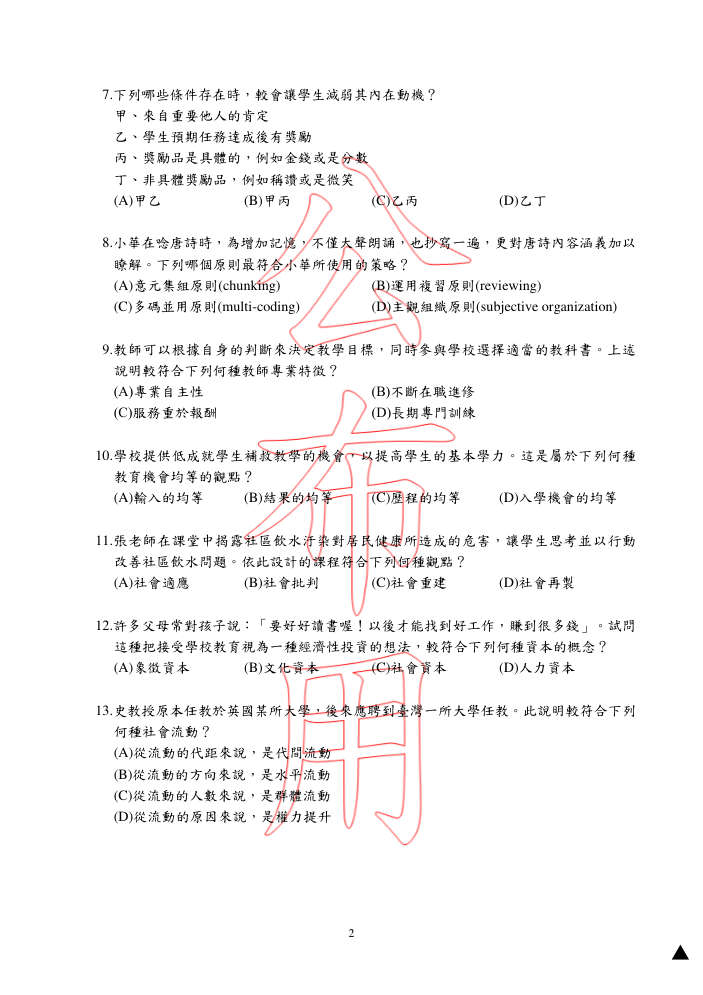 7.下列哪些條件存在時，較會讓學生減弱其內在動機？
甲、來自重要他人的肯定
乙、學生預期任務達成後有獎勵
丙、獎勵品是具體的，例如金錢或是分數
丁、非具體獎勵品，例如稱讚或是微笑
(A)甲乙 (B)甲丙 (C)乙丙 (D)乙丁
8.小華在唸唐詩時，為增加記憶，不僅大聲朗誦，也抄寫一遍，更對唐詩內容涵義加以
瞭解。下列哪個原則最符合小華所使用的策略？
(A)意元集組原則(chunking) (B)運用複習原則(reviewing)
(C)多碼並用原則(multi-coding) (D)主觀組織原則(subjective organization)
9.教師可以根據自身的判斷來決定教學目標，同時參與學校選擇適當的教科書。上述
說明較符合下列何種教師專業特徵？
(A)專業自主性 (B)不斷在職進修
(C)服務重於報酬 (D)長期專門訓練
10.學校提供低成就學生補救教學的機會，以提高學生的基本學力。這是屬於下列何種
教育機會均等的觀點？
(A)輸入的均等 (B)結果的均等 (C)歷程的均等 (D)入學機會的均等
11.張老師在課堂中揭露社區飲水汙染對居民健康所造成的危害，讓學生思考並以行動
改善社區飲水問題。依此設計的課程符合下列何種觀點？
(A)社會適應 (B)社會批判 (C)社會重建 (D)社會再製
12.許多父母常對孩子說：「要好好讀書喔！以後才能找到好工作，賺到很多錢」。試問
這種把接受學校教育視為一種經濟性投資的想法，較符合下列何種資本的概念？
(A)象徵資本 (B)文化資本 (C)社會資本 (D)人力資本
13.史教授原本任教於英國某所大學，後來應聘到臺灣一所大學任教。此說明較符合下列
何種社會流動？
(A)從流動的代距來說，是代間流動
(B)從流動的方向來說，是水平流動
(C)從流動的人數來說，是群體流動
(D)從流動的原因來說，是權力提升
公布用
2